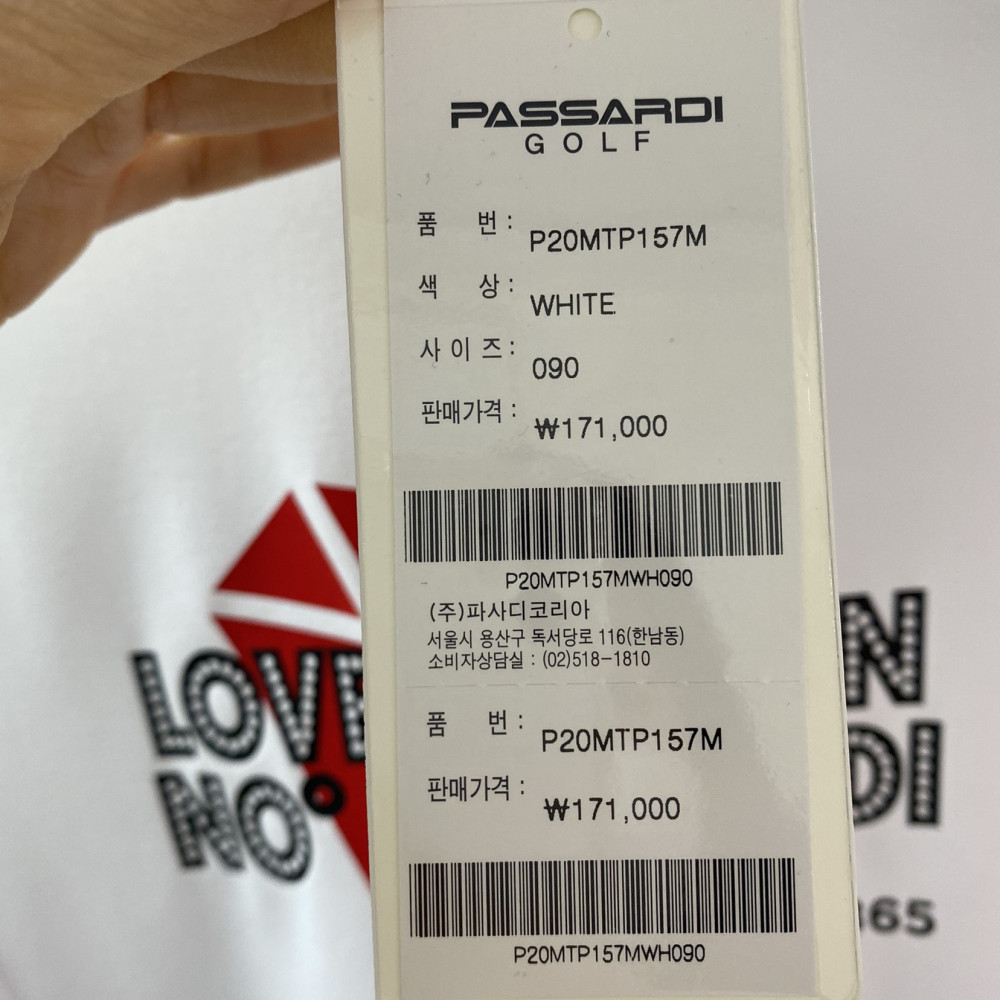 PASSARDI
GOLF
품 번 : P20MTP157M
색 상 : WHITE
사 이 즈 : 090
판매가격 : ₩171,000
P20MTP157MWH090
(주)파사디코리아
서울시 용산구 독서당로 116(한남동)
소비자상담실 : (02)518-1810
품 번 : P20MTP157M
판매가격 : ₩171,000
P20MTP157MWH090
LOVE
NO°